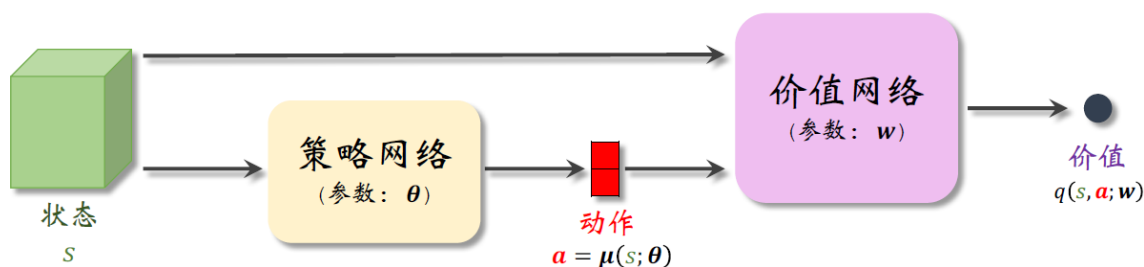 状态
s
策略网络
(参数: θ)
动作
a = μ(s; θ)
价值网络
(参数: w)
价值
q(s, a; w)